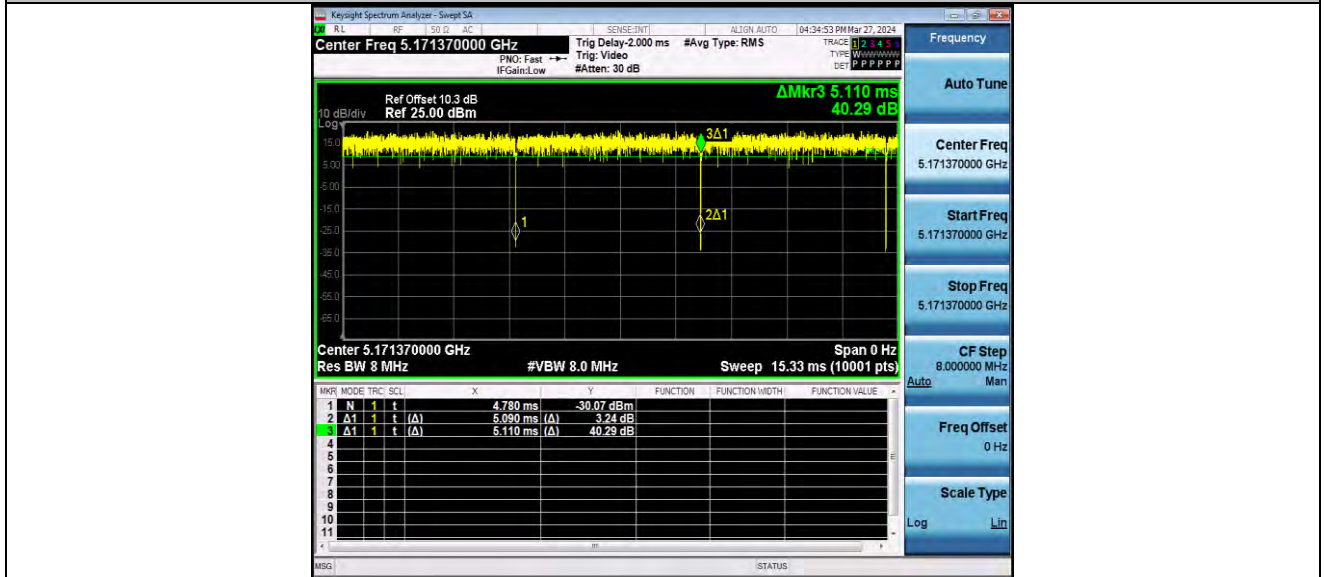 Keysight Spectrum Analyzer - Swept SA
RL RF 50 Ω AC SENSE:INT ALIGN AUTO 04:34:53 PM Mar 27, 2024
Center Freq 5.171370000 GHz
PNO: Fast
IFGain:Low
Trig Delay-2.000 ms
Trig: Video
#Atten: 30 dB
#Avg Type: RMS
TRACE 1 2 3 4 5 6
TYPE WWWWWW
DET P P P P P P
Frequency
Auto Tune
Center Freq
5.171370000 GHz
Start Freq
5.171370000 GHz
Stop Freq
5.171370000 GHz
CF Step
8.000000 MHz
Auto Man
Freq Offset
0 Hz
Scale Type
Log Lin
ΔMkr3 5.110 ms
40.29 dB
Ref Offset 10.3 dB
10 dB/div Ref 25.00 dBm
Log
15.0
5.00
-5.00
-15.0
-25.0
-35.0
-45.0
-55.0
-65.0
3Δ1
1
2Δ1
Center 5.171370000 GHz Span 0 Hz
Res BW 8 MHz #VBW 8.0 MHz Sweep 15.33 ms (10001 pts)
MKR MODE TRC SCL X Y FUNCTION FUNCTION WIDTH FUNCTION VALUE
1 N 1 t 4.780 ms -30.07 dBm
2 Δ1 1 t (Δ) 5.090 ms (Δ) 3.24 dB
3 Δ1 1 t (Δ) 5.110 ms (Δ) 40.29 dB
4
5
6
7
8
9
10
11
MSG STATUS